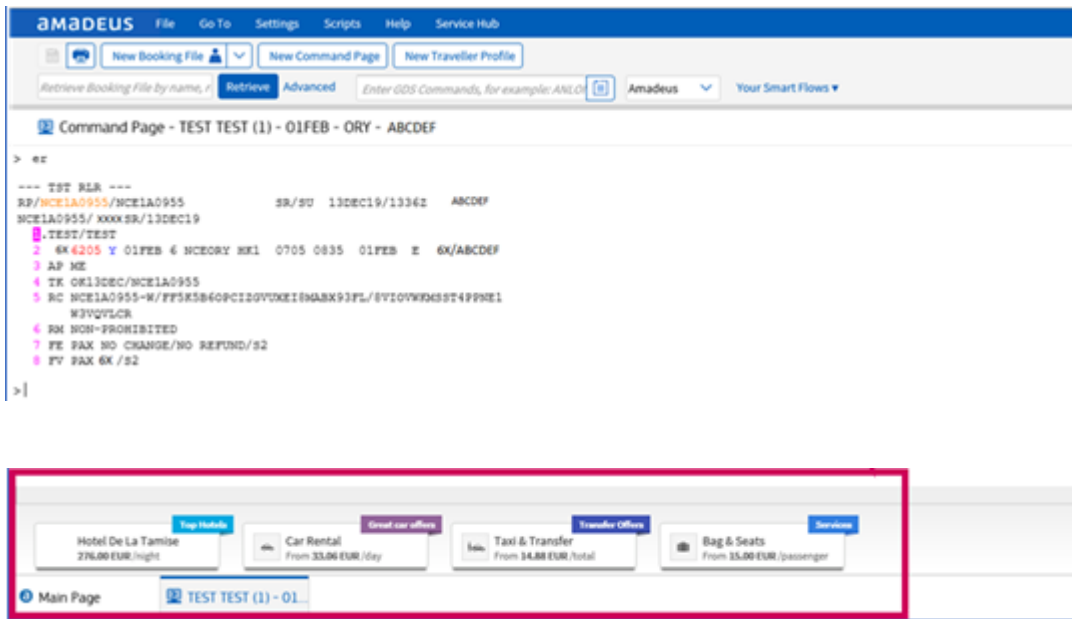 aмaDEUS File Go To Settings Scripts Help Service Hub
New Booking File New Command Page New Traveller Profile
Retrieve Booking File by name, r Retrieve Advanced Enter GDS Commands, for example: ANLO Amadeus Your Smart Flows
Command Page - TEST TEST (1) - 01FEB - ORY - ABCDEF
> er
--- TST RLR ---
RP/NCE1A0955/NCE1A0955 SR/SU 13DEC19/1336Z ABCDEF
NCE1A0955/XXXXSR/13DEC19
1.TEST/TEST
2 6X 6205 Y 01FEB 6 NCEORY HK1 0705 0835 01FEB E 6X/ABCDEF
3 AP ME
4 TK OK13DEC/NCE1A0955
5 RC
W3VQVLCR
6 RM NON-PROHIBITED
7 FE PAX NO CHANGE/NO REFUND/S2
8 FV PAX 6X /S2
>
Top Hotels Great car offers Transfer Offers Services
Hotel De La Tamise Car Rental Taxi & Transfer Bag & Seats
276.00 EUR/night From 33.06 EUR/day From 14.88 EUR/total From 15.00 EUR/passenger
Main Page TEST TEST (1) - 01...